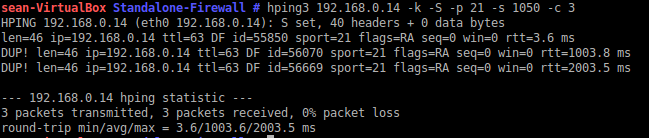 sean-VirtualBox Standalone-Firewall # hping3 192.168.0.14 -k -S -p 21 -s 1050 -c 3
HPING 192.168.0.14 (eth0 192.168.0.14): S set, 40 headers + 0 data bytes
len=46 ip=192.168.0.14 ttl=63 DF id=55850 sport=21 flags=RA seq=0 win=0 rtt=3.6 ms
DUP! len=46 ip=192.168.0.14 ttl=63 DF id=56070 sport=21 flags=RA seq=0 win=0 rtt=1003.8 ms
DUP! len=46 ip=192.168.0.14 ttl=63 DF id=56669 sport=21 flags=RA seq=0 win=0 rtt=2003.5 ms
--- 192.168.0.14 hping statistic ---
3 packets transmitted, 3 packets received, 0% packet loss
round-trip min/avg/max = 3.6/1003.6/2003.5 ms